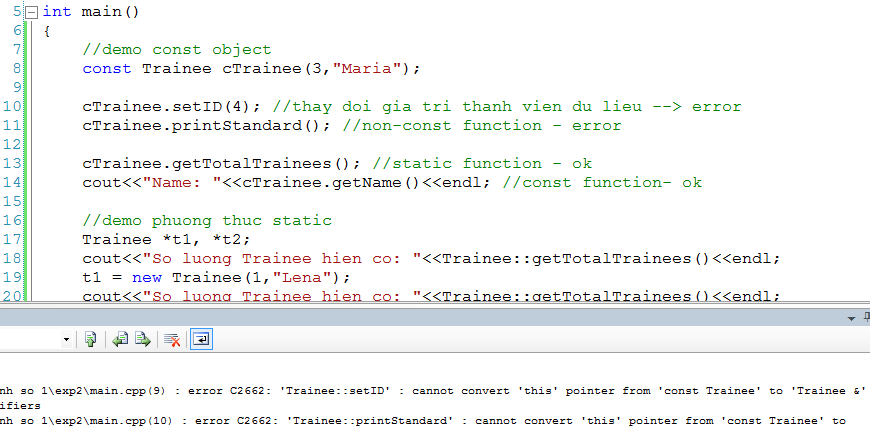 5 int main()
6 {
7 //demo const object
8 const Trainee cTrainee(3,"Maria");
9
10 cTrainee.setID(4); //thay doi gia tri thanh vien du lieu --> error
11 cTrainee.printStandard(); //non-const function - error
12
13 cTrainee.getTotalTrainees(); //static function - ok
14 cout<<"Name: "<<cTrainee.getName()<<endl; //const function- ok
15
16 //demo phuong thuc static
17 Trainee *t1, *t2;
18 cout<<"So luong Trainee hien co: "<<Trainee::getTotalTrainees()<<endl;
19 t1 = new Trainee(1,"Lena");
20 cout<<"So luong Trainee hien co: "<<Trainee::getTotalTrainees()<<endl;
nh so 1\exp2\main.cpp(9) : error C2662: 'Trainee::setID' : cannot convert 'this' pointer from 'const Trainee' to 'Trainee &'
ifiers
nh so 1\exp2\main.cpp(10) : error C2662: 'Trainee::printStandard' : cannot convert 'this' pointer from 'const Trainee' to